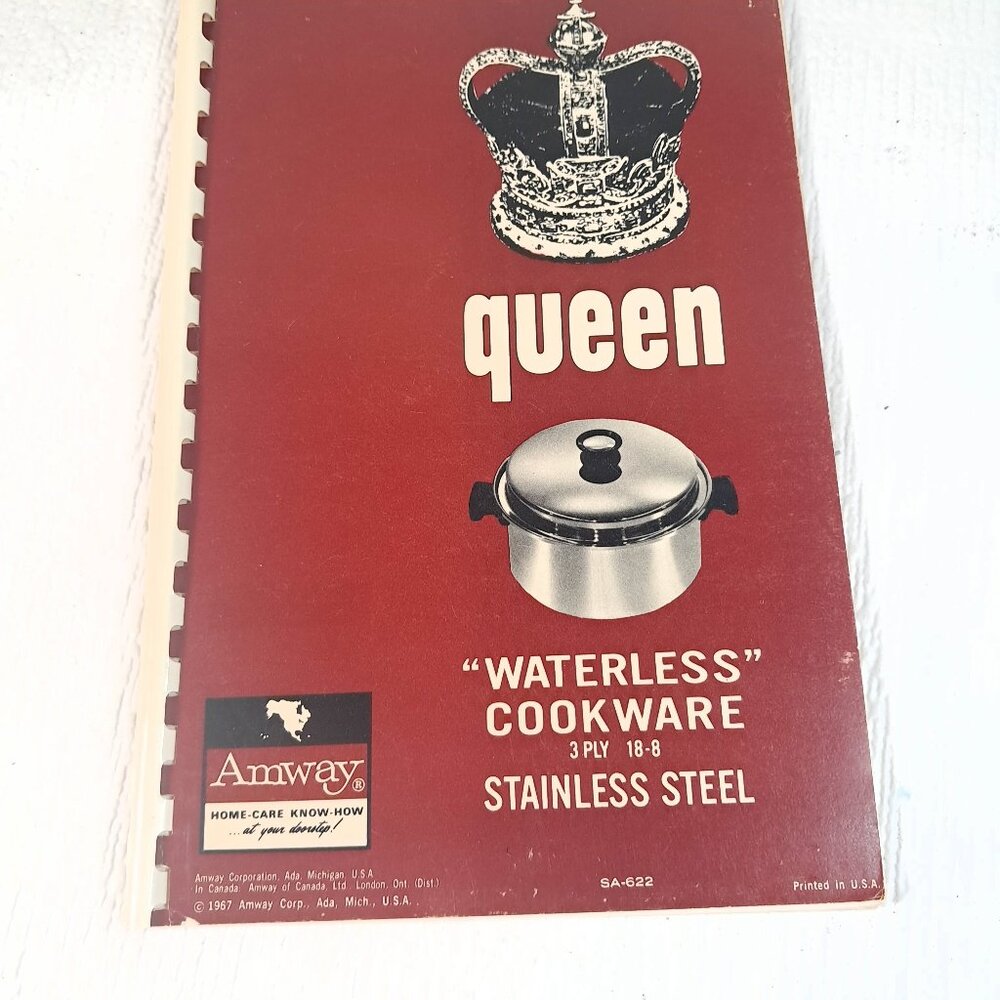 queen
“WATERLESS”
COOKWARE
3 PLY 18-8
STAINLESS STEEL
Amway®
HOME-CARE KNOW-HOW
...at your doorstep!
Amway Corporation, Ada, Michigan, U.S.A.
In Canada: Amway of Canada, Ltd. London, Ont. (Dist.)
© 1967 Amway Corp., Ada, Mich., U.S.A.
SA-622
Printed in U.S.A.